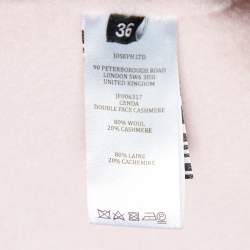 36
JOSEPH LTD
90 PETERBOROUGH ROAD
LONDON SW6 3HH
UNITED KINGDOM
JF004317
CENDA
DOUBLE FACE CASHMERE
80% WOOL
20% CASHMERE
80% LAINE
20% CACHEMIRE